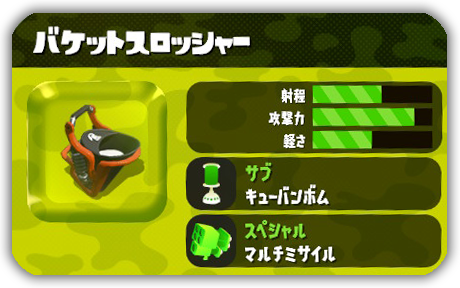 バケットスロッシャー
射程
攻撃力
軽さ
サブ
キューバンボム
スペシャル
マルチミサイル